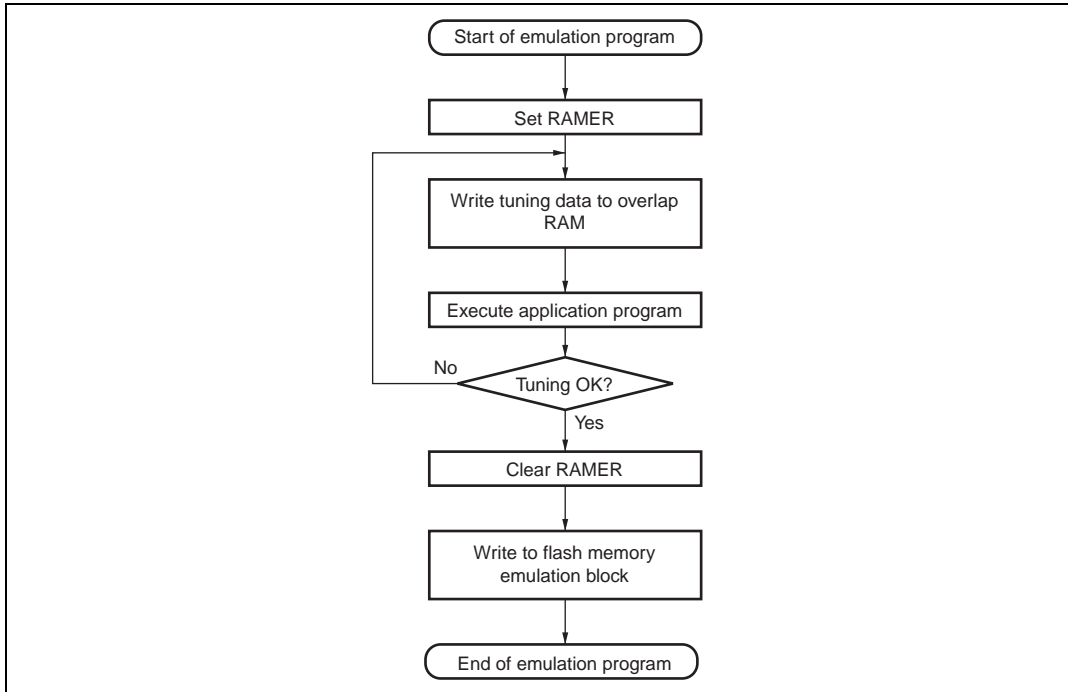 Start of emulation program
Set RAMER
Write tuning data to overlap
RAM
Execute application program
No
Tuning OK?
Yes
Clear RAMER
Write to flash memory
emulation block
End of emulation program